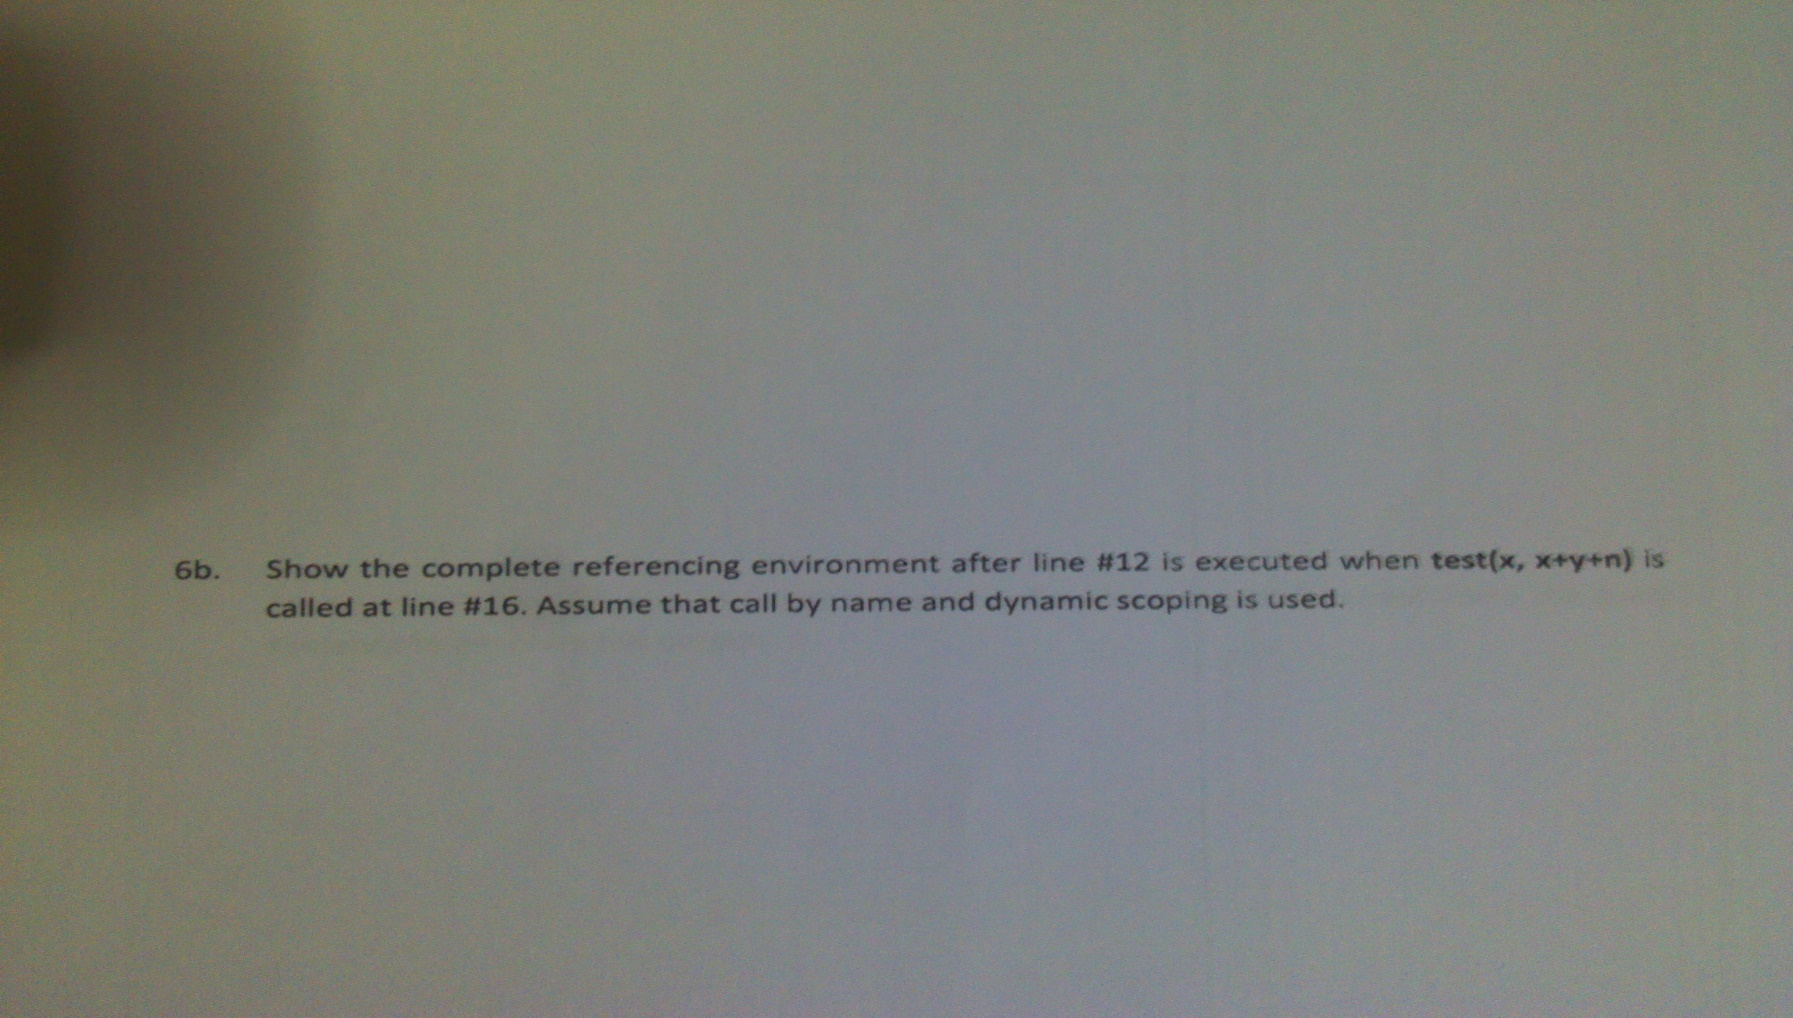 6b. Show the complete referencing environment after line #12 is executed when test(x, x+y+n) is
called at line #16. Assume that call by name and dynamic scoping is used.